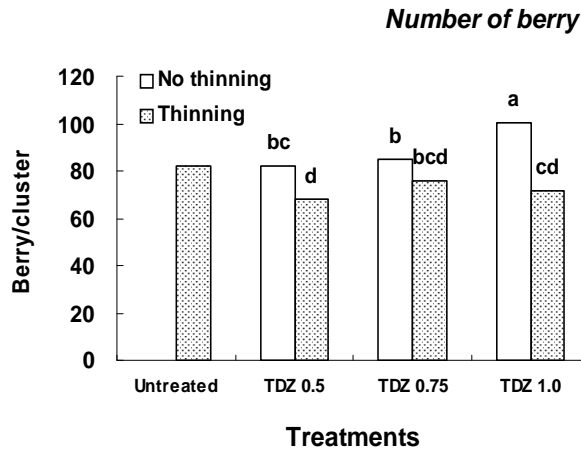 Number of berry
120
100
80
60
40
20
0
Berry/cluster
No thinning
Thinning
bc
d
b
bcd
a
cd
Untreated TDZ 0.5 TDZ 0.75 TDZ 1.0
Treatments